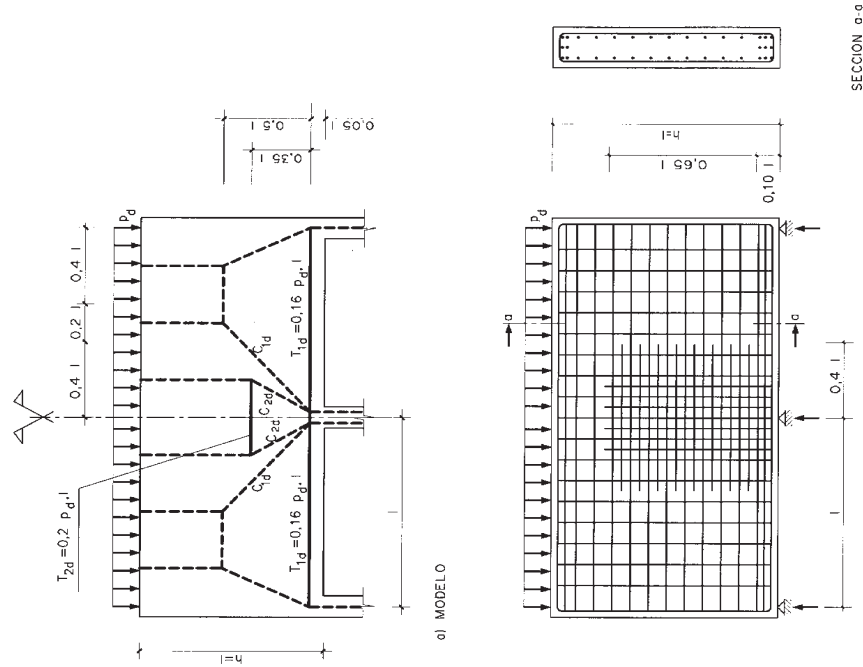 P_d
0,4 l
0,2 l
0,4 l
T_2d=0,2 p_d.l
C_1d
C_2d
C_2d
C_1d
T_1d=0,16 p_d.l
T_1d=0,16 p_d.l
l
h=l
0,5 l
0,35 l
0,05 l
a) MODELO
P_d
a
a
0,4 l
l
l
h=l
0,65 l
0,10 l
SECCION a-a